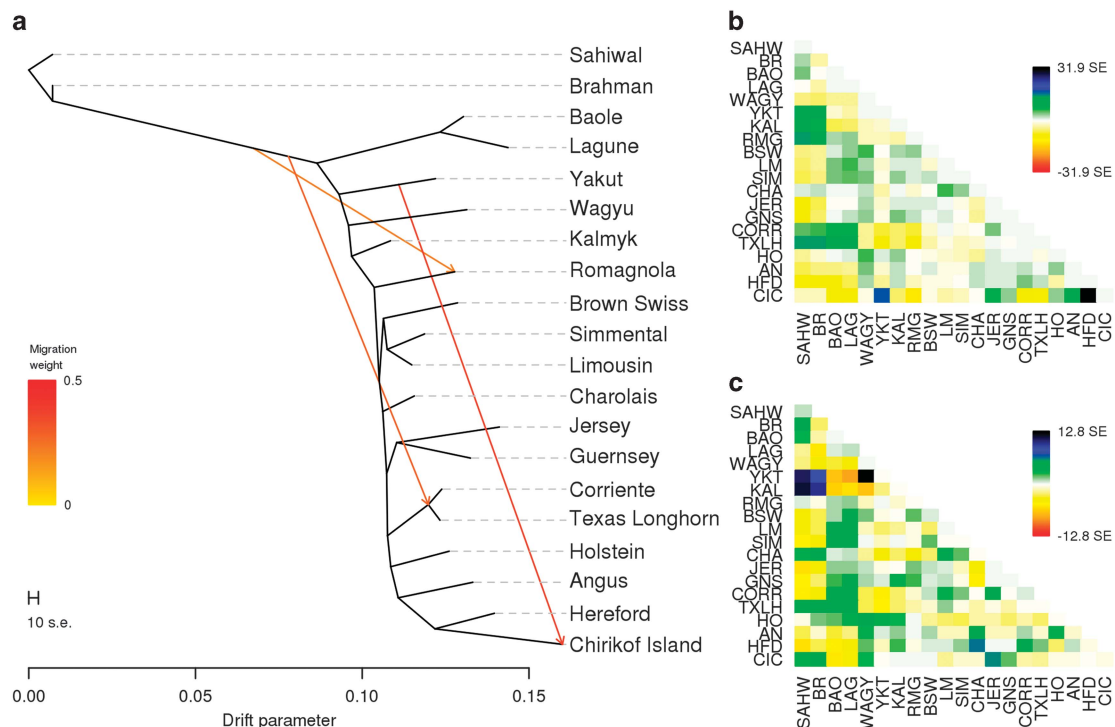 a
Sahiwal
Brahman
Baole
Lagune
Yakut
Wagyu
Kalmyk
Romagnola
Brown Swiss
Simmental
Limousin
Charolais
Jersey
Guernsey
Corriente
Texas Longhorn
Holstein
Angus
Hereford
Chirikof Island
Migration
weight
0.5
0
H
10 s.e.
0.00 0.05 0.10 0.15
Drift parameter
b
SAHW
BR
BAO
LAG
WAGY
YKT
KAL
RMG
BSW
LM
SIM
CHA
JER
GNS
CORR
TXLH
HO
AN
HFD
CIC
SAHW BR BAO LAG WAGY YKT KAL RMG BSW LM SIM CHA JER GNS CORR TXLH HO AN HFD CIC
31.9 SE
-31.9 SE
c
SAHW
BR
BAO
LAG
WAGY
YKT
KAL
RMG
BSW
LM
SIM
CHA
JER
GNS
CORR
TXLH
HO
AN
HFD
CIC
SAHW BR BAO LAG WAGY YKT KAL RMG BSW LM SIM CHA JER GNS CORR TXLH HO AN HFD CIC
12.8 SE
-12.8 SE